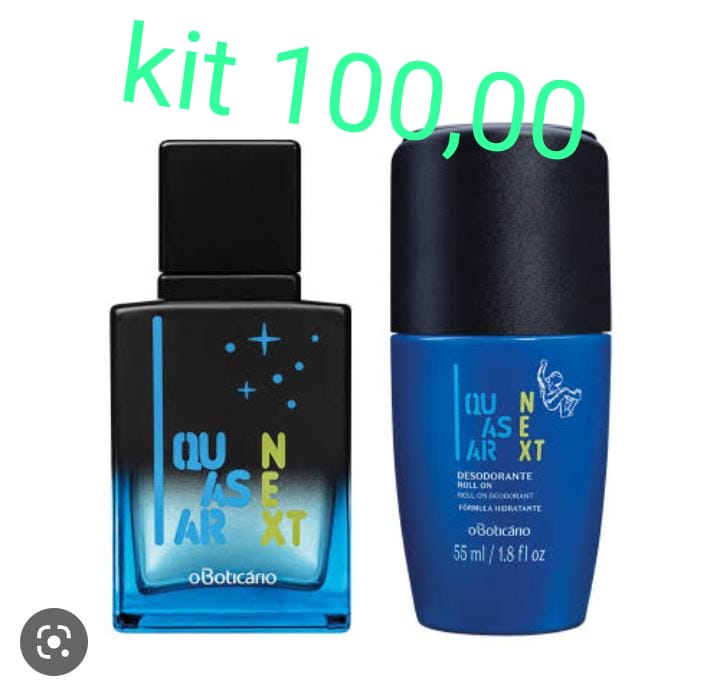 kit 100,00
QU
AS
AR
N
E
XT
oBoticário
QU
AS
AR
N
E
XT
DESODORANTE
ROLL ON
ROLL ON DEODORANT
FÓRMULA HIDRATANTE
oBoticário
55 ml / 1.8 fl oz